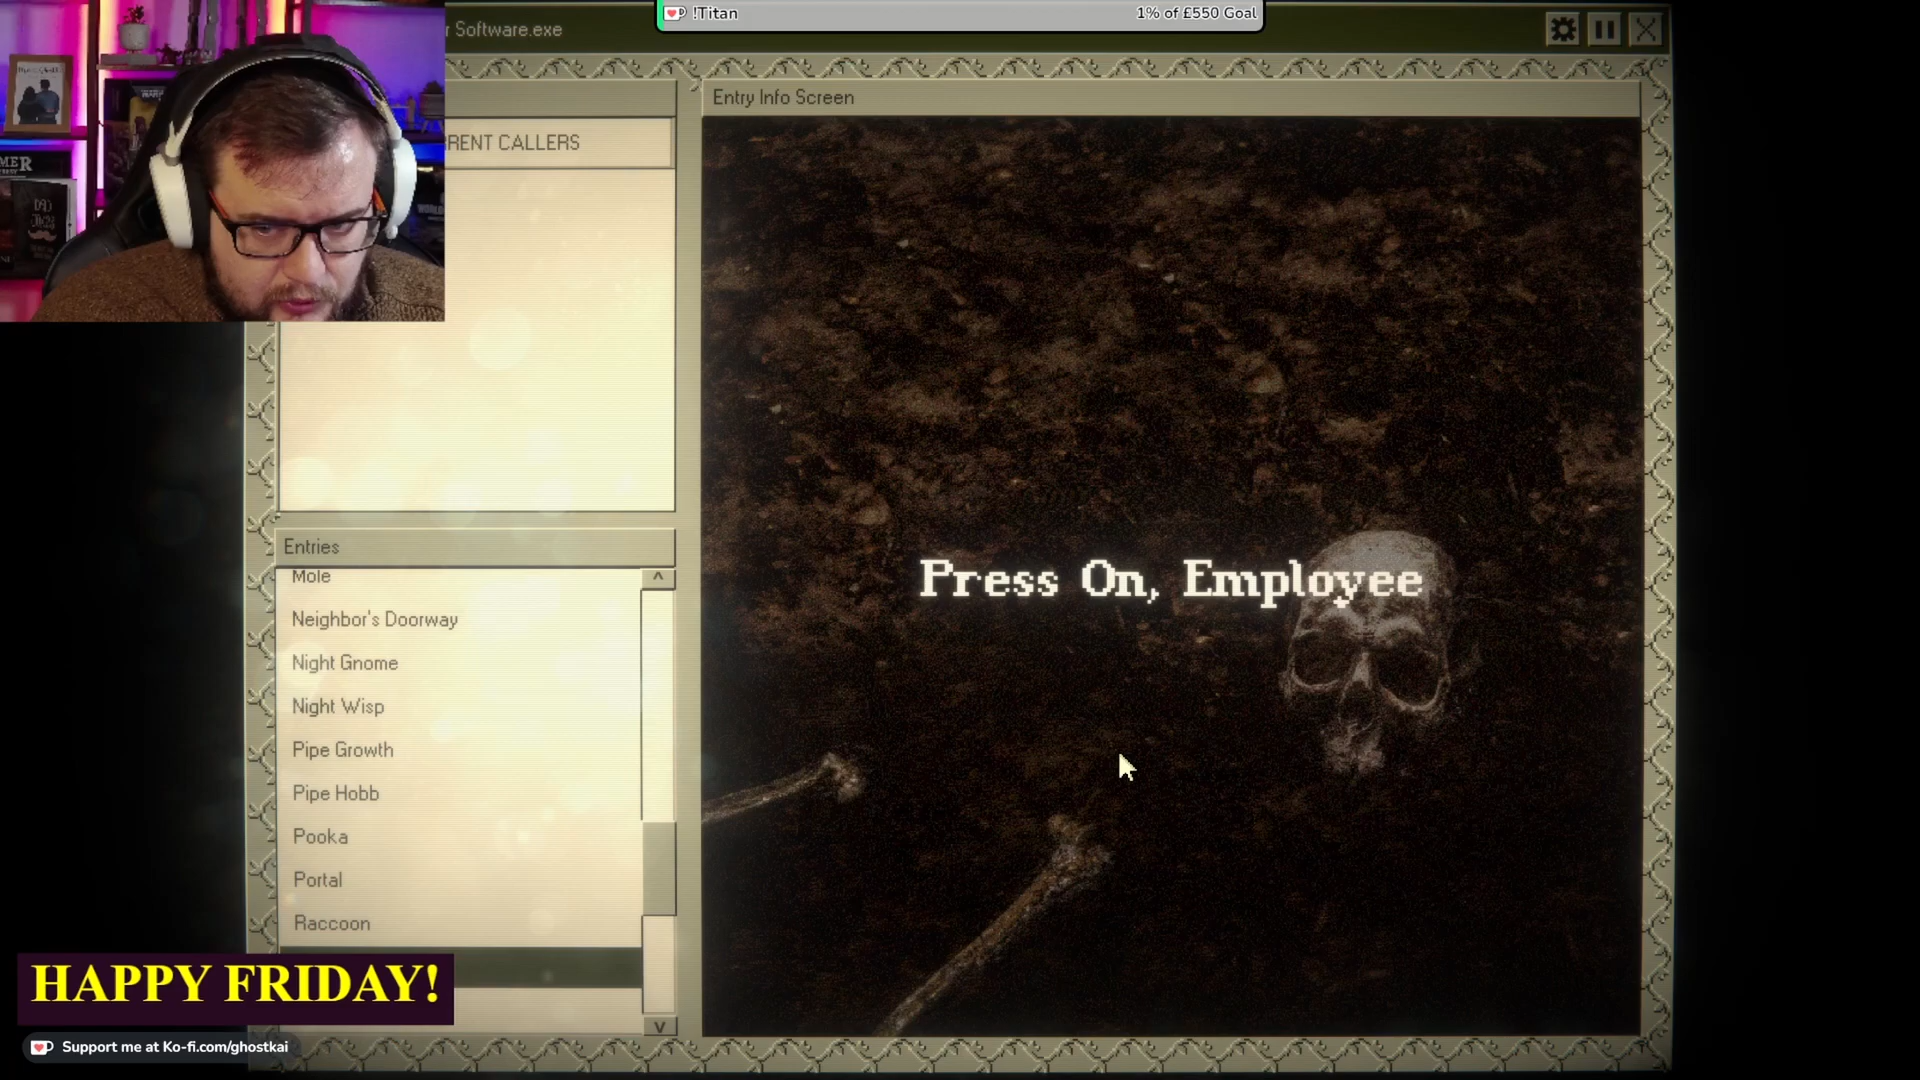 !Titan
1% of £550 Goal
r Software.exe
Entry Info Screen
RENT CALLERS
Press On, Employee
Entries
Mole
Neighbor's Doorway
Night Gnome
Night Wisp
Pipe Growth
Pipe Hobb
Pooka
Portal
Raccoon
HAPPY FRIDAY!
Support me at Ko-fi.com/ghostkai